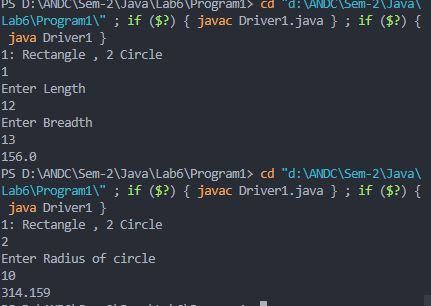 PS D:\ANDC\Sem-2\Java\Lab6\Program1> cd "d:\ANDC\Sem-2\Java\
Lab6\Program1\" ; if ($?) { javac Driver1.java } ; if ($?) {
java Driver1 }
1: Rectangle , 2 Circle
1
Enter Length
12
Enter Breadth
13
156.0
PS D:\ANDC\Sem-2\Java\Lab6\Program1> cd "d:\ANDC\Sem-2\Java\
Lab6\Program1\" ; if ($?) { javac Driver1.java } ; if ($?) {
java Driver1 }
1: Rectangle , 2 Circle
2
Enter Radius of circle
10
314.159